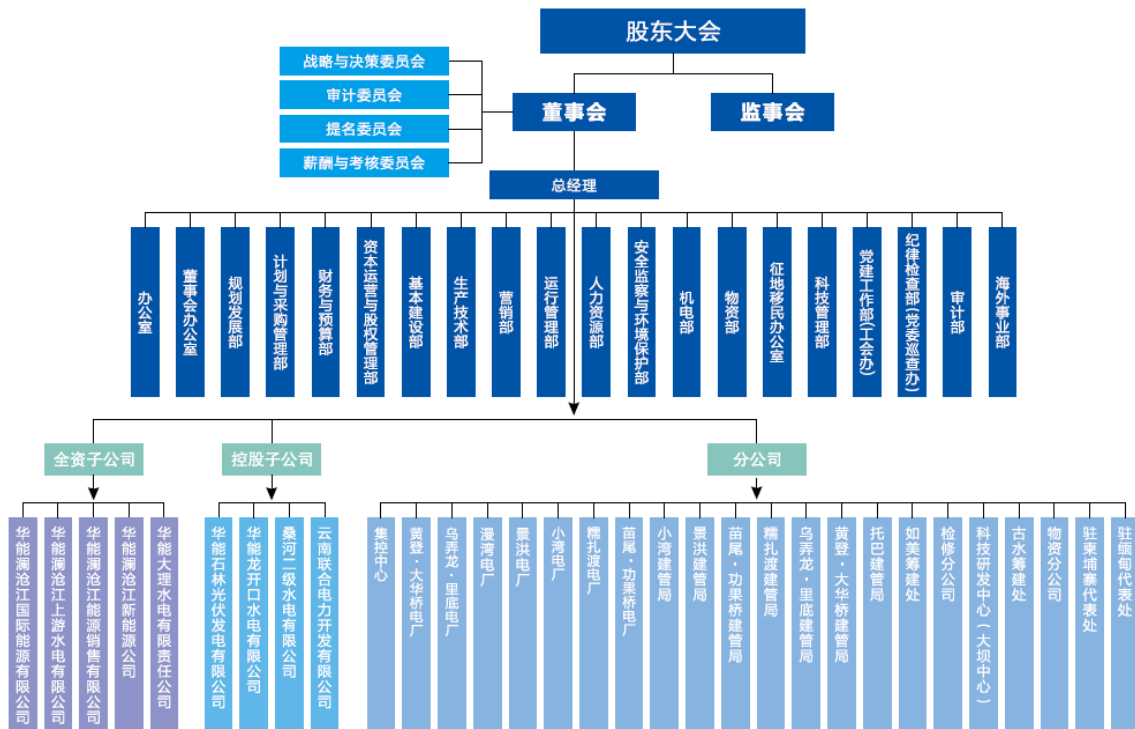 股东大会
战略与决策委员会
审计委员会
提名委员会
薪酬与考核委员会
董事会
监事会
总经理
办公室
董事会办公室
规划发展部
计划与采购管理部
财务与预算部
资本运营与股权管理部
基本建设部
生产技术部
营销部
运行管理部
人力资源部
安全监察与环境保护部
机电部
物资部
征地移民办公室
科技管理部
党建工作部(工会办)
纪律检查部(党委巡查办)
审计部
海外事业部
全资子公司
控股子公司
分公司
华能澜沧江国际能源有限公司
华能澜沧江上游水电有限公司
华能澜沧江能源销售有限公司
华能澜沧江新能源公司
华能大理水电有限责任公司
华能石林光伏发电有限公司
华能龙开口水电有限公司
桑河二级水电有限公司
云南联合电力开发有限公司
集控中心
黄登·大华桥电厂
乌弄龙·里底电厂
漫湾电厂
景洪电厂
小湾电厂
糯扎渡电厂
苗尾·功果桥电厂
小湾建管局
景洪建管局
苗尾·功果桥建管局
糯扎渡建管局
乌弄龙·里底建管局
黄登·大华桥建管局
托巴建管局
如美筹建处
检修分公司
科技研发中心(大坝中心)
古水筹建处
物资分公司
驻柬埔寨代表处
驻缅甸代表处